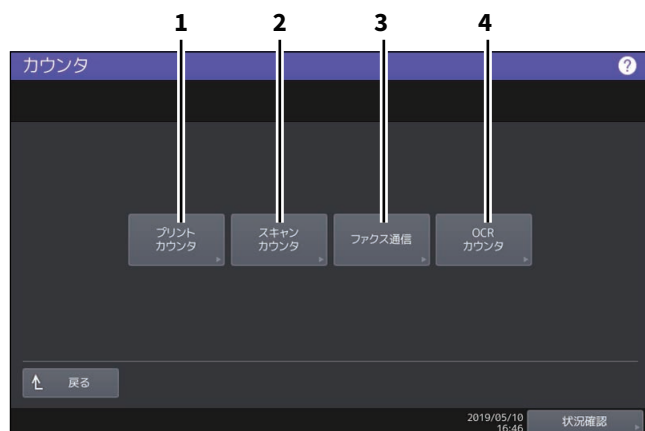 1 2 3 4
カウンタ ?
プリント
カウンタ
スキャン
カウンタ
ファクス通信
OCR
カウンタ
戻る
2019/05/10
16:46
状況確認